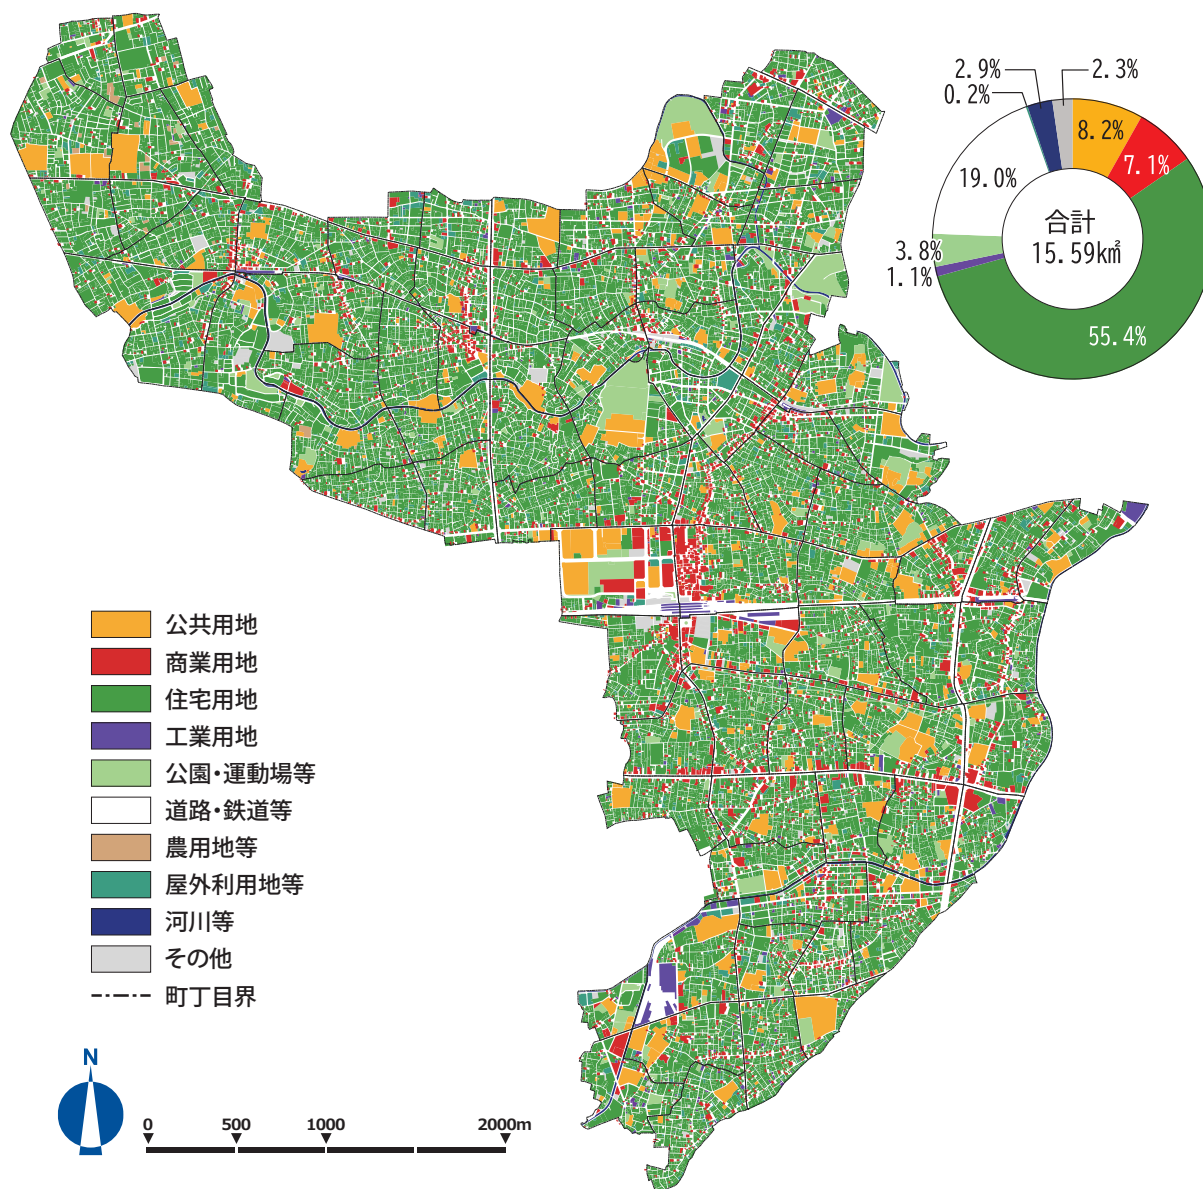 2.9%
2.3%
0.2%
8.2%
7.1%
19.0%
合計
15.59k㎡
3.8%
1.1%
55.4%
公共用地
商業用地
住宅用地
工業用地
公園・運動場等
道路・鉄道等
農用地等
屋外利用地等
河川等
その他
町丁目界
N
0 500 1000 2000m